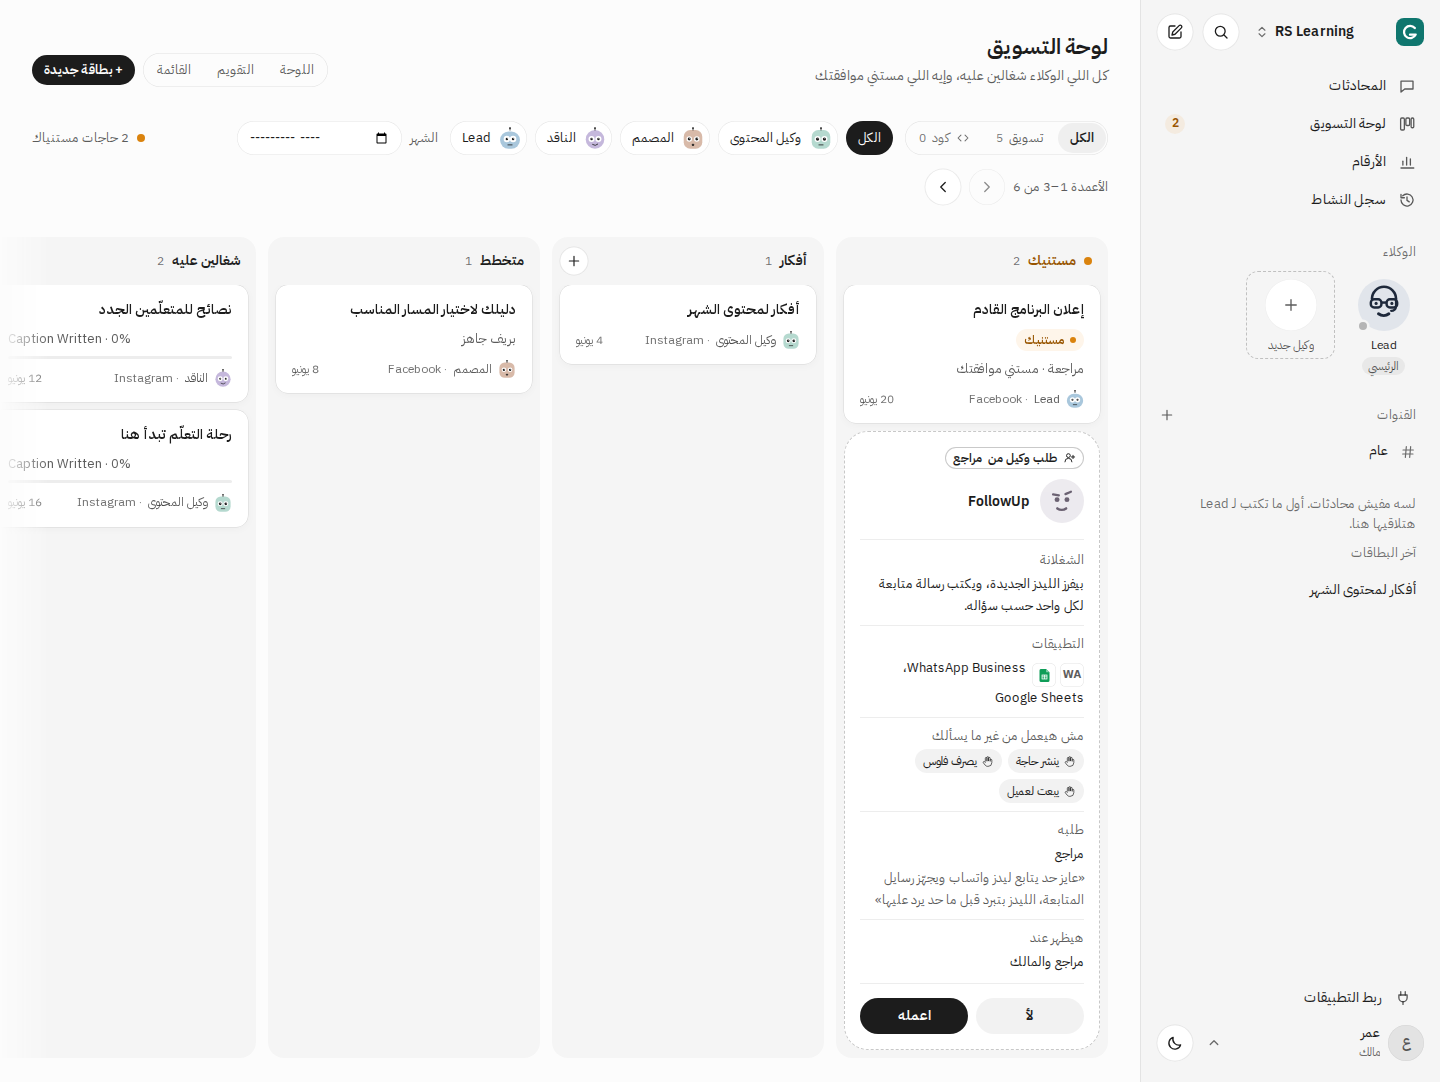 RS Learning
المحادثات
لوحة التسويق
2
الأرقام
سجل النشاط
الوكلاء
Lead
الرئيسي
وكيل جديد
القنوات
عام
لسه مفيش محادثات. أول ما تكتب لـ Lead
هتلاقيها هنا.
آخر البطاقات
أفكار لمحتوى الشهر
ربط التطبيقات
ع
عمر
مالك
لوحة التسويق
كل اللي الوكلاء شغالين عليه، وإيه اللي مستني موافقتك
اللوحة
التقويم
القائمة
+ بطاقة جديدة
الكل
تسويق 5
كود 0
الكل
وكيل المحتوى
المصمم
الناقد
Lead
الشهر
--------- ----
2 حاجات مستنياك
الأعمدة 1–3 من 6
مستنيك 2
إعلان البرنامج القادم
مستنيك
مراجعة · مستني موافقتك
Lead · Facebook
20 يونيو
طلب وكيل من مراجع
FollowUp
الشغلانة
بيفرز الليدز الجديدة، ويكتب رسالة متابعة
لكل واحد حسب سؤاله.
التطبيقات
WA
WhatsApp Business،
Google Sheets
مش هيعمل من غير ما يسألك
ينشر حاجة
يصرف فلوس
يبعت لعميل
طلبه
مراجع
«عايز حد يتابع ليدز واتساب ويجهّز رسايل
المتابعة، الليدز بتبرد قبل ما حد يرد عليها»
هيظهر عند
مراجع والمالك
لأ
اعمله
أفكار 1
أفكار لمحتوى الشهر
وكيل المحتوى · Instagram
4 يونيو
متخطط 1
دليلك لاختيار المسار المناسب
بريف جاهز
المصمم · Facebook
8 يونيو
شغالين عليه 2
نصائح للمتعلّمين الجدد
Caption Written · 0%
الناقد · Instagram
12 يونيو
رحلة التعلّم تبدأ هنا
Caption Written · 0%
وكيل المحتوى · Instagram
16 يونيو